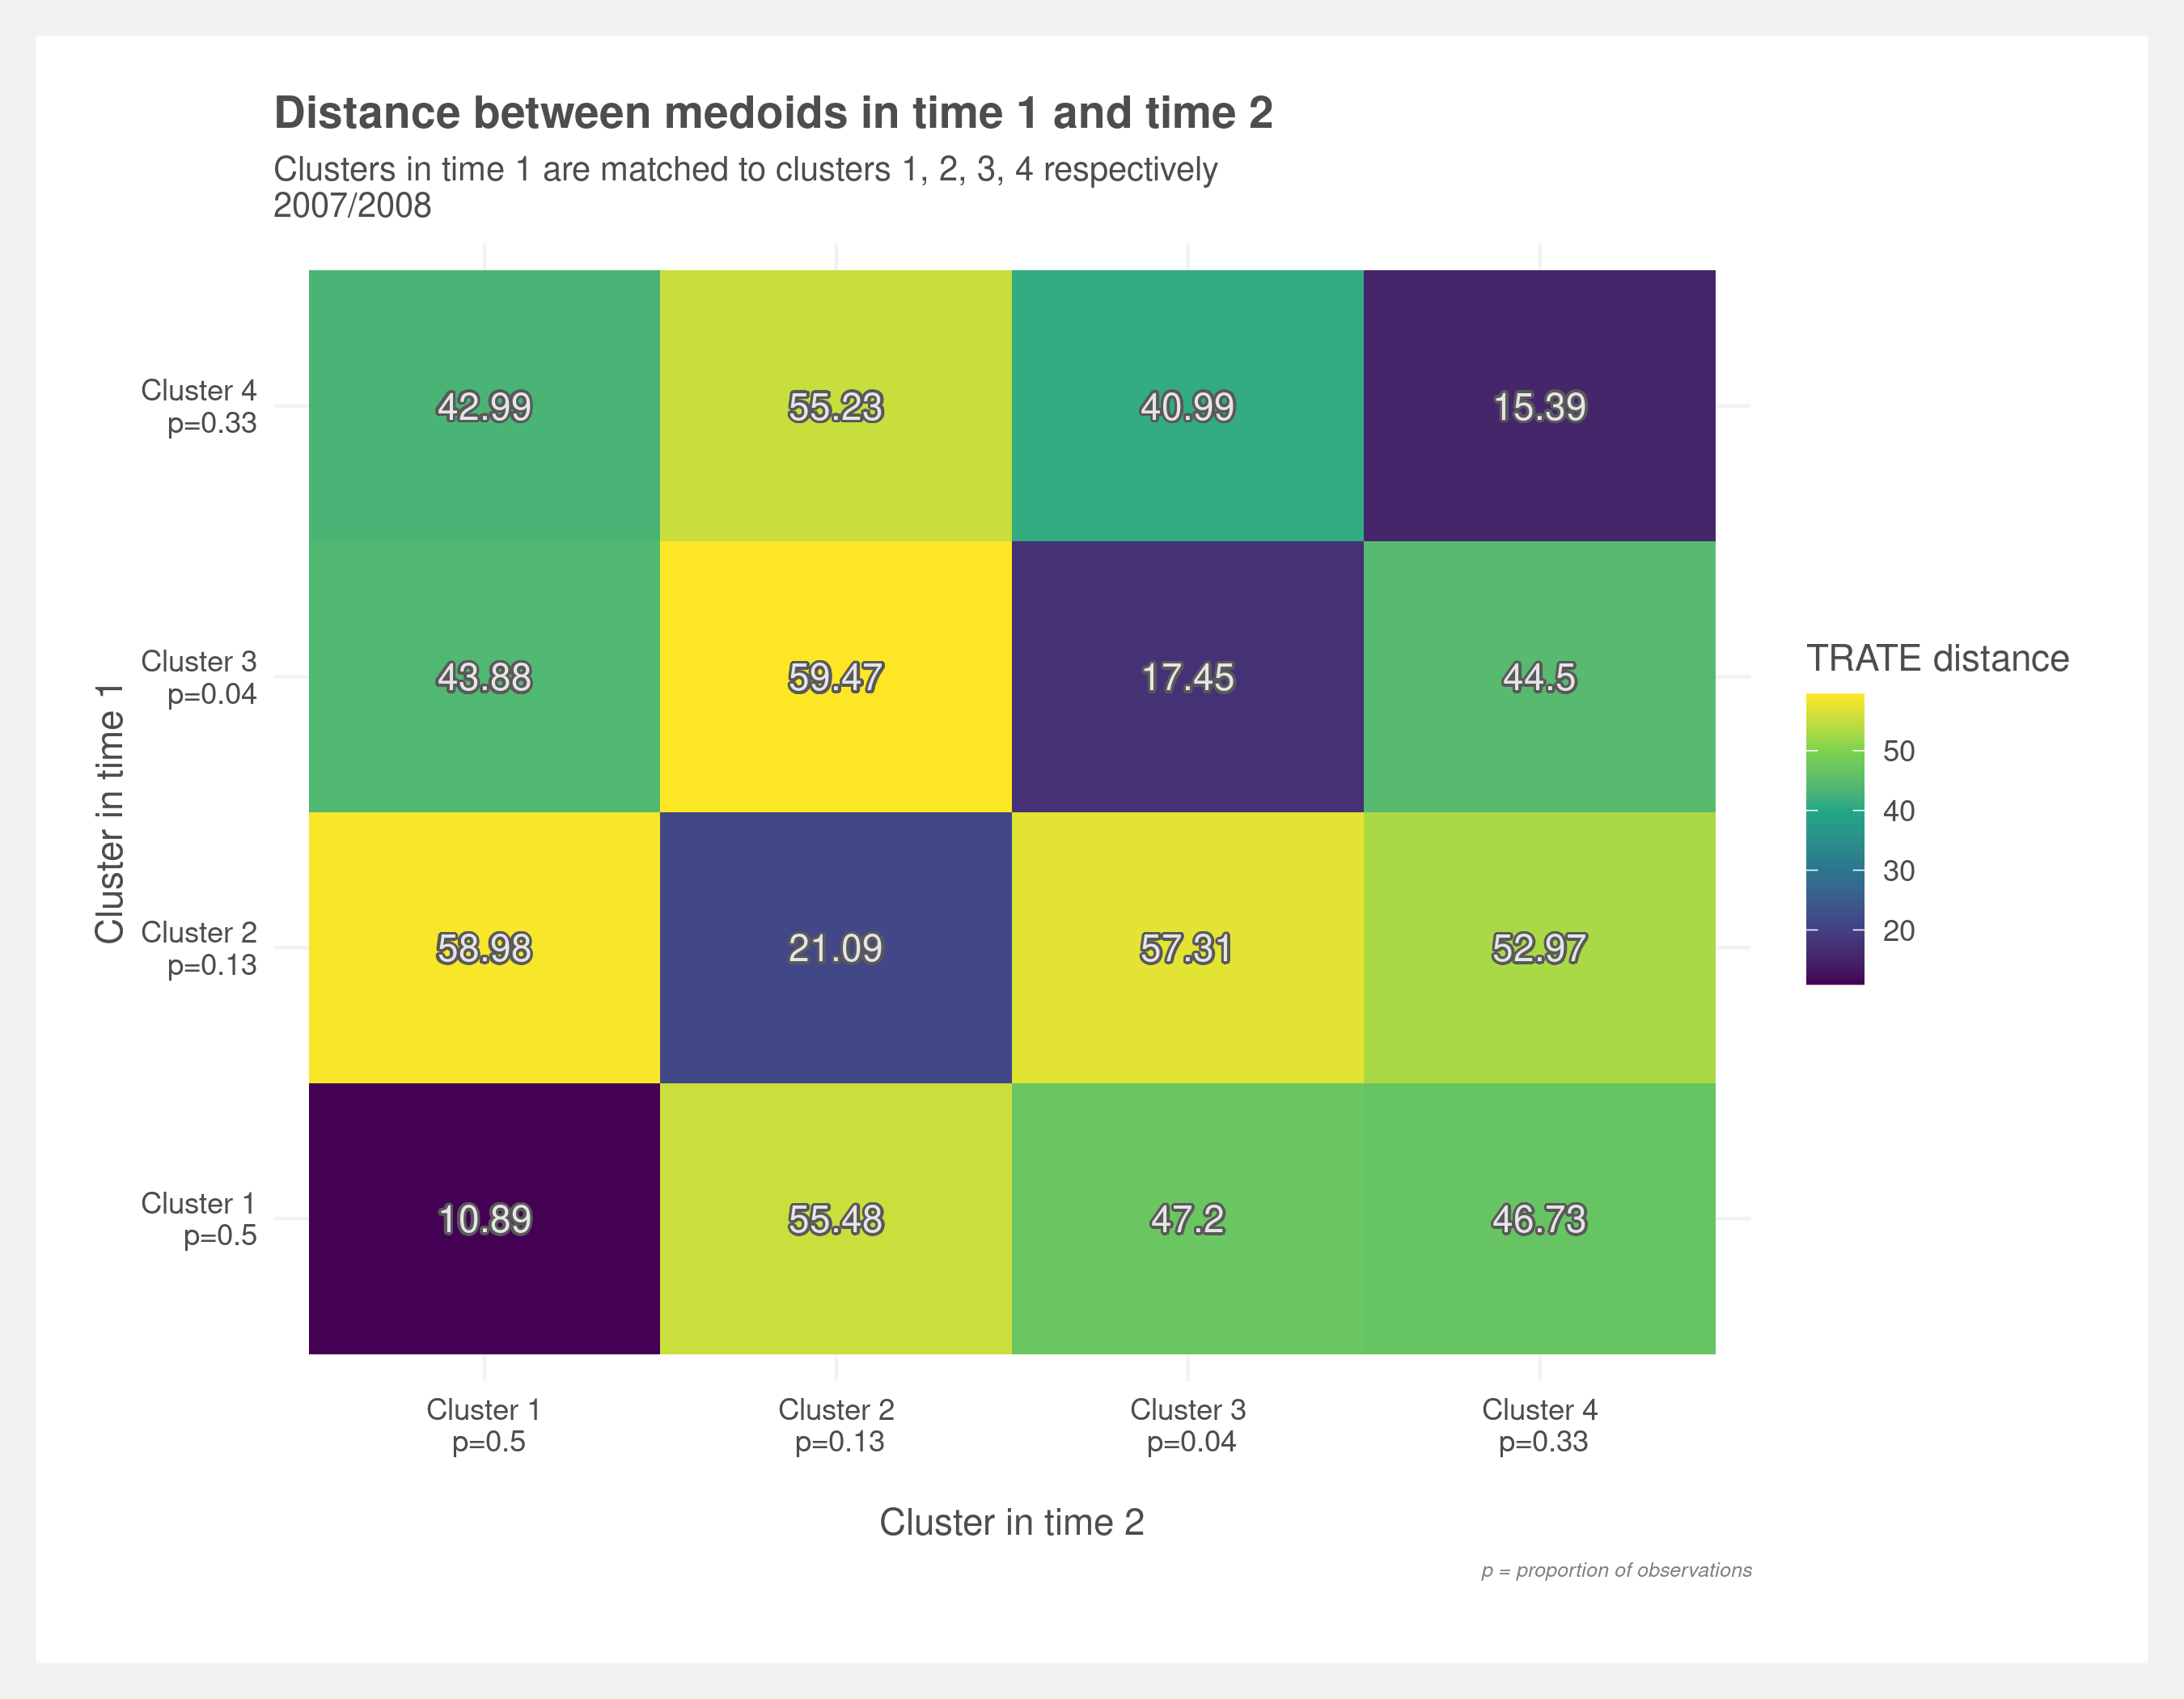 Distance between medoids in time 1 and time 2
Clusters in time 1 are matched to clusters 1, 2, 3, 4 respectively
2007/2008
Cluster in time 1
Cluster 4
p=0.33
42.99 55.23 40.99 15.39
Cluster 3
p=0.04
43.88 59.47 17.45 44.5
Cluster 2
p=0.13
58.98 21.09 57.31 52.97
Cluster 1
p=0.5
10.89 55.48 47.2 46.73
Cluster 1 Cluster 2 Cluster 3 Cluster 4
p=0.5 p=0.13 p=0.04 p=0.33
Cluster in time 2
TRATE distance
50
40
30
20
p = proportion of observations